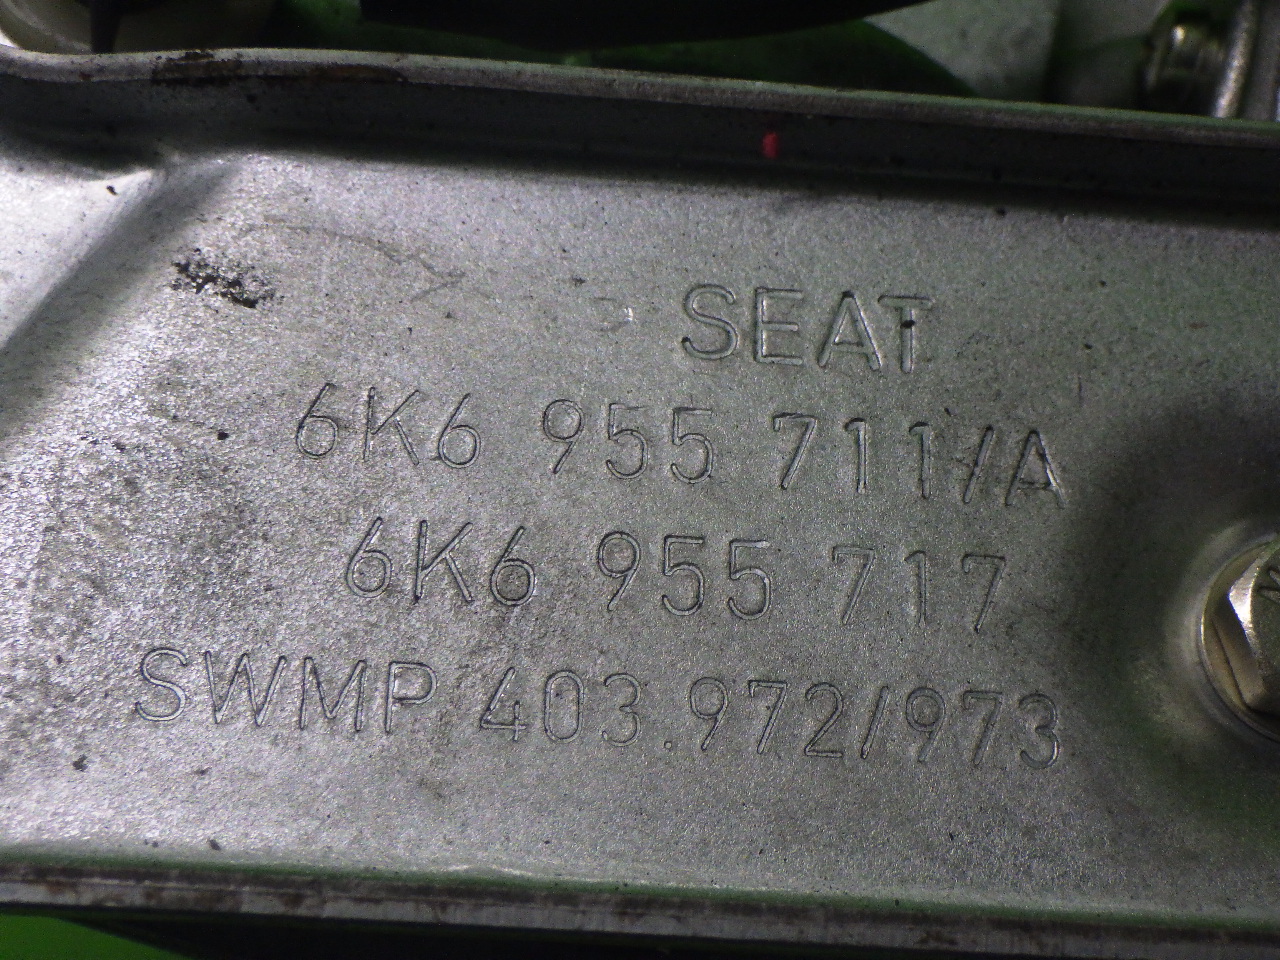 SEAT
6K6 955 711/A
6K6 955 717
SWMP 403.972/973